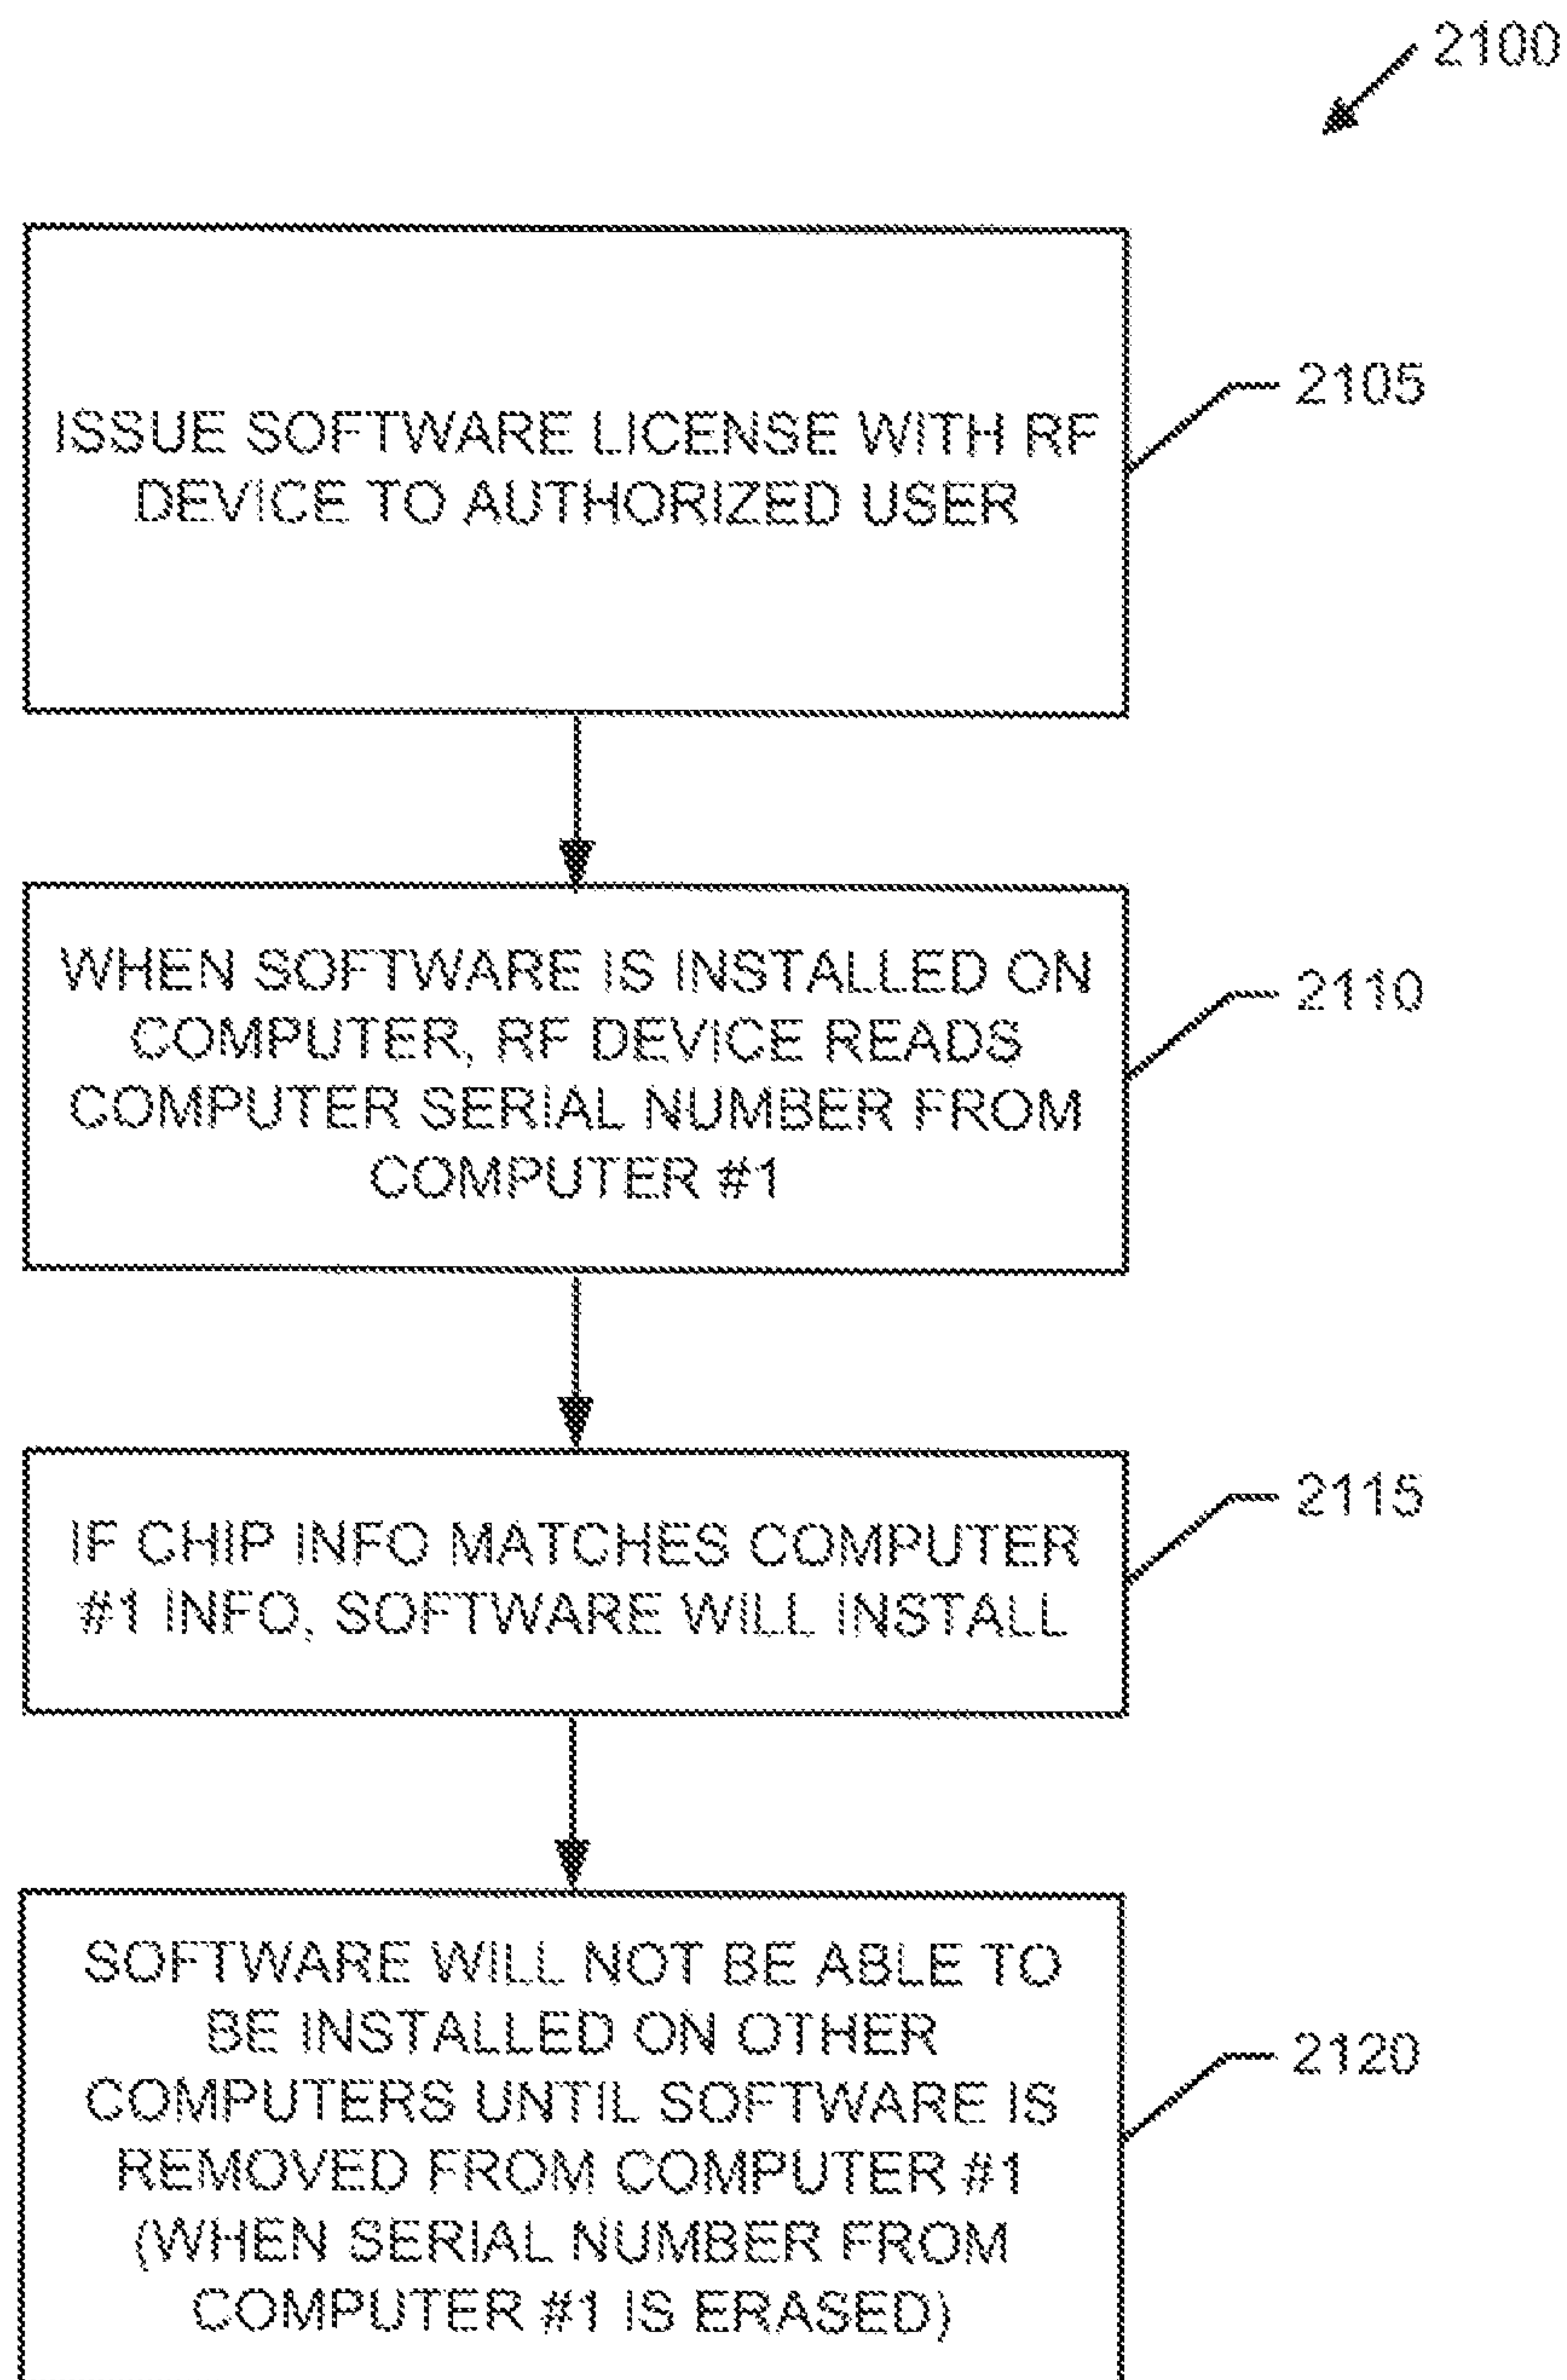 2100
ISSUE SOFTWARE LICENSE WITH RF
DEVICE TO AUTHORIZED USER
2105
WHEN SOFTWARE IS INSTALLED ON
COMPUTER, RF DEVICE READS
COMPUTER SERIAL NUMBER FROM
COMPUTER #1
2110
IF CHIP INFO MATCHES COMPUTER
#1 INFO, SOFTWARE WILL INSTALL
2115
SOFTWARE WILL NOT BE ABLE TO
BE INSTALLED ON OTHER
COMPUTERS UNTIL SOFTWARE IS
REMOVED FROM COMPUTER #1
(WHEN SERIAL NUMBER FROM
COMPUTER #1 IS ERASED)
2120